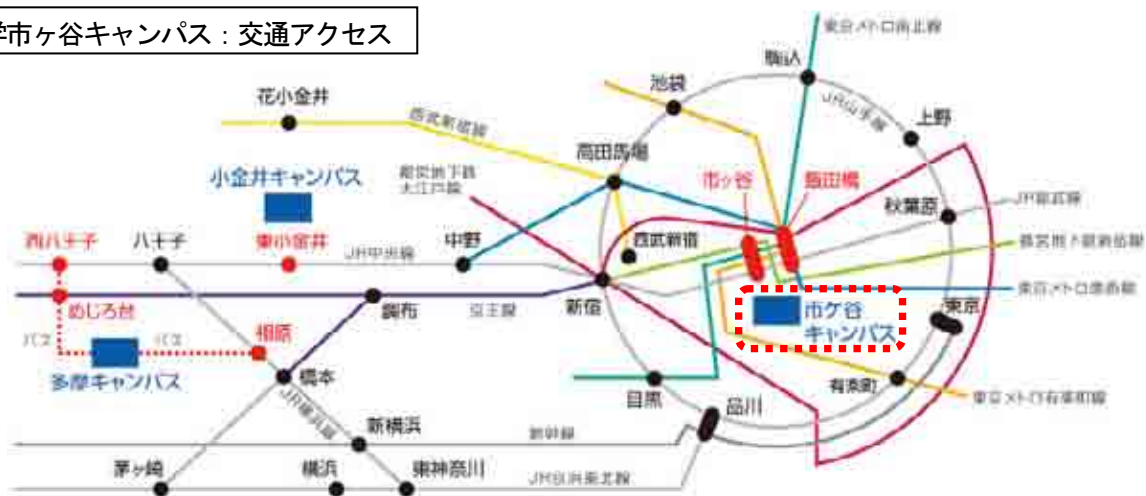 学市ヶ谷キャンパス：交通アクセス
東京メトロ南北線
駒込
池袋
JR山手線
花小金井
西武新宿線
上野
高田馬場
都営地下鉄
大江戸線
市ヶ谷
飯田橋
小金井キャンパス
秋葉原
JR総武線
西八王子
八王子
東小金井
JR中央線
中野
西武新宿
都営地下鉄新宿線
めじろ台
調布
京王線
新宿
東京メトロ東西線
市ケ谷
キャンパス
東京
バス
バス
相原
多摩キャンパス
橋本
目黒
品川
有楽町
東京メトロ有楽町線
JR横浜線
新横浜
新幹線
茅ヶ崎
横浜
東神奈川
JR京浜東北線